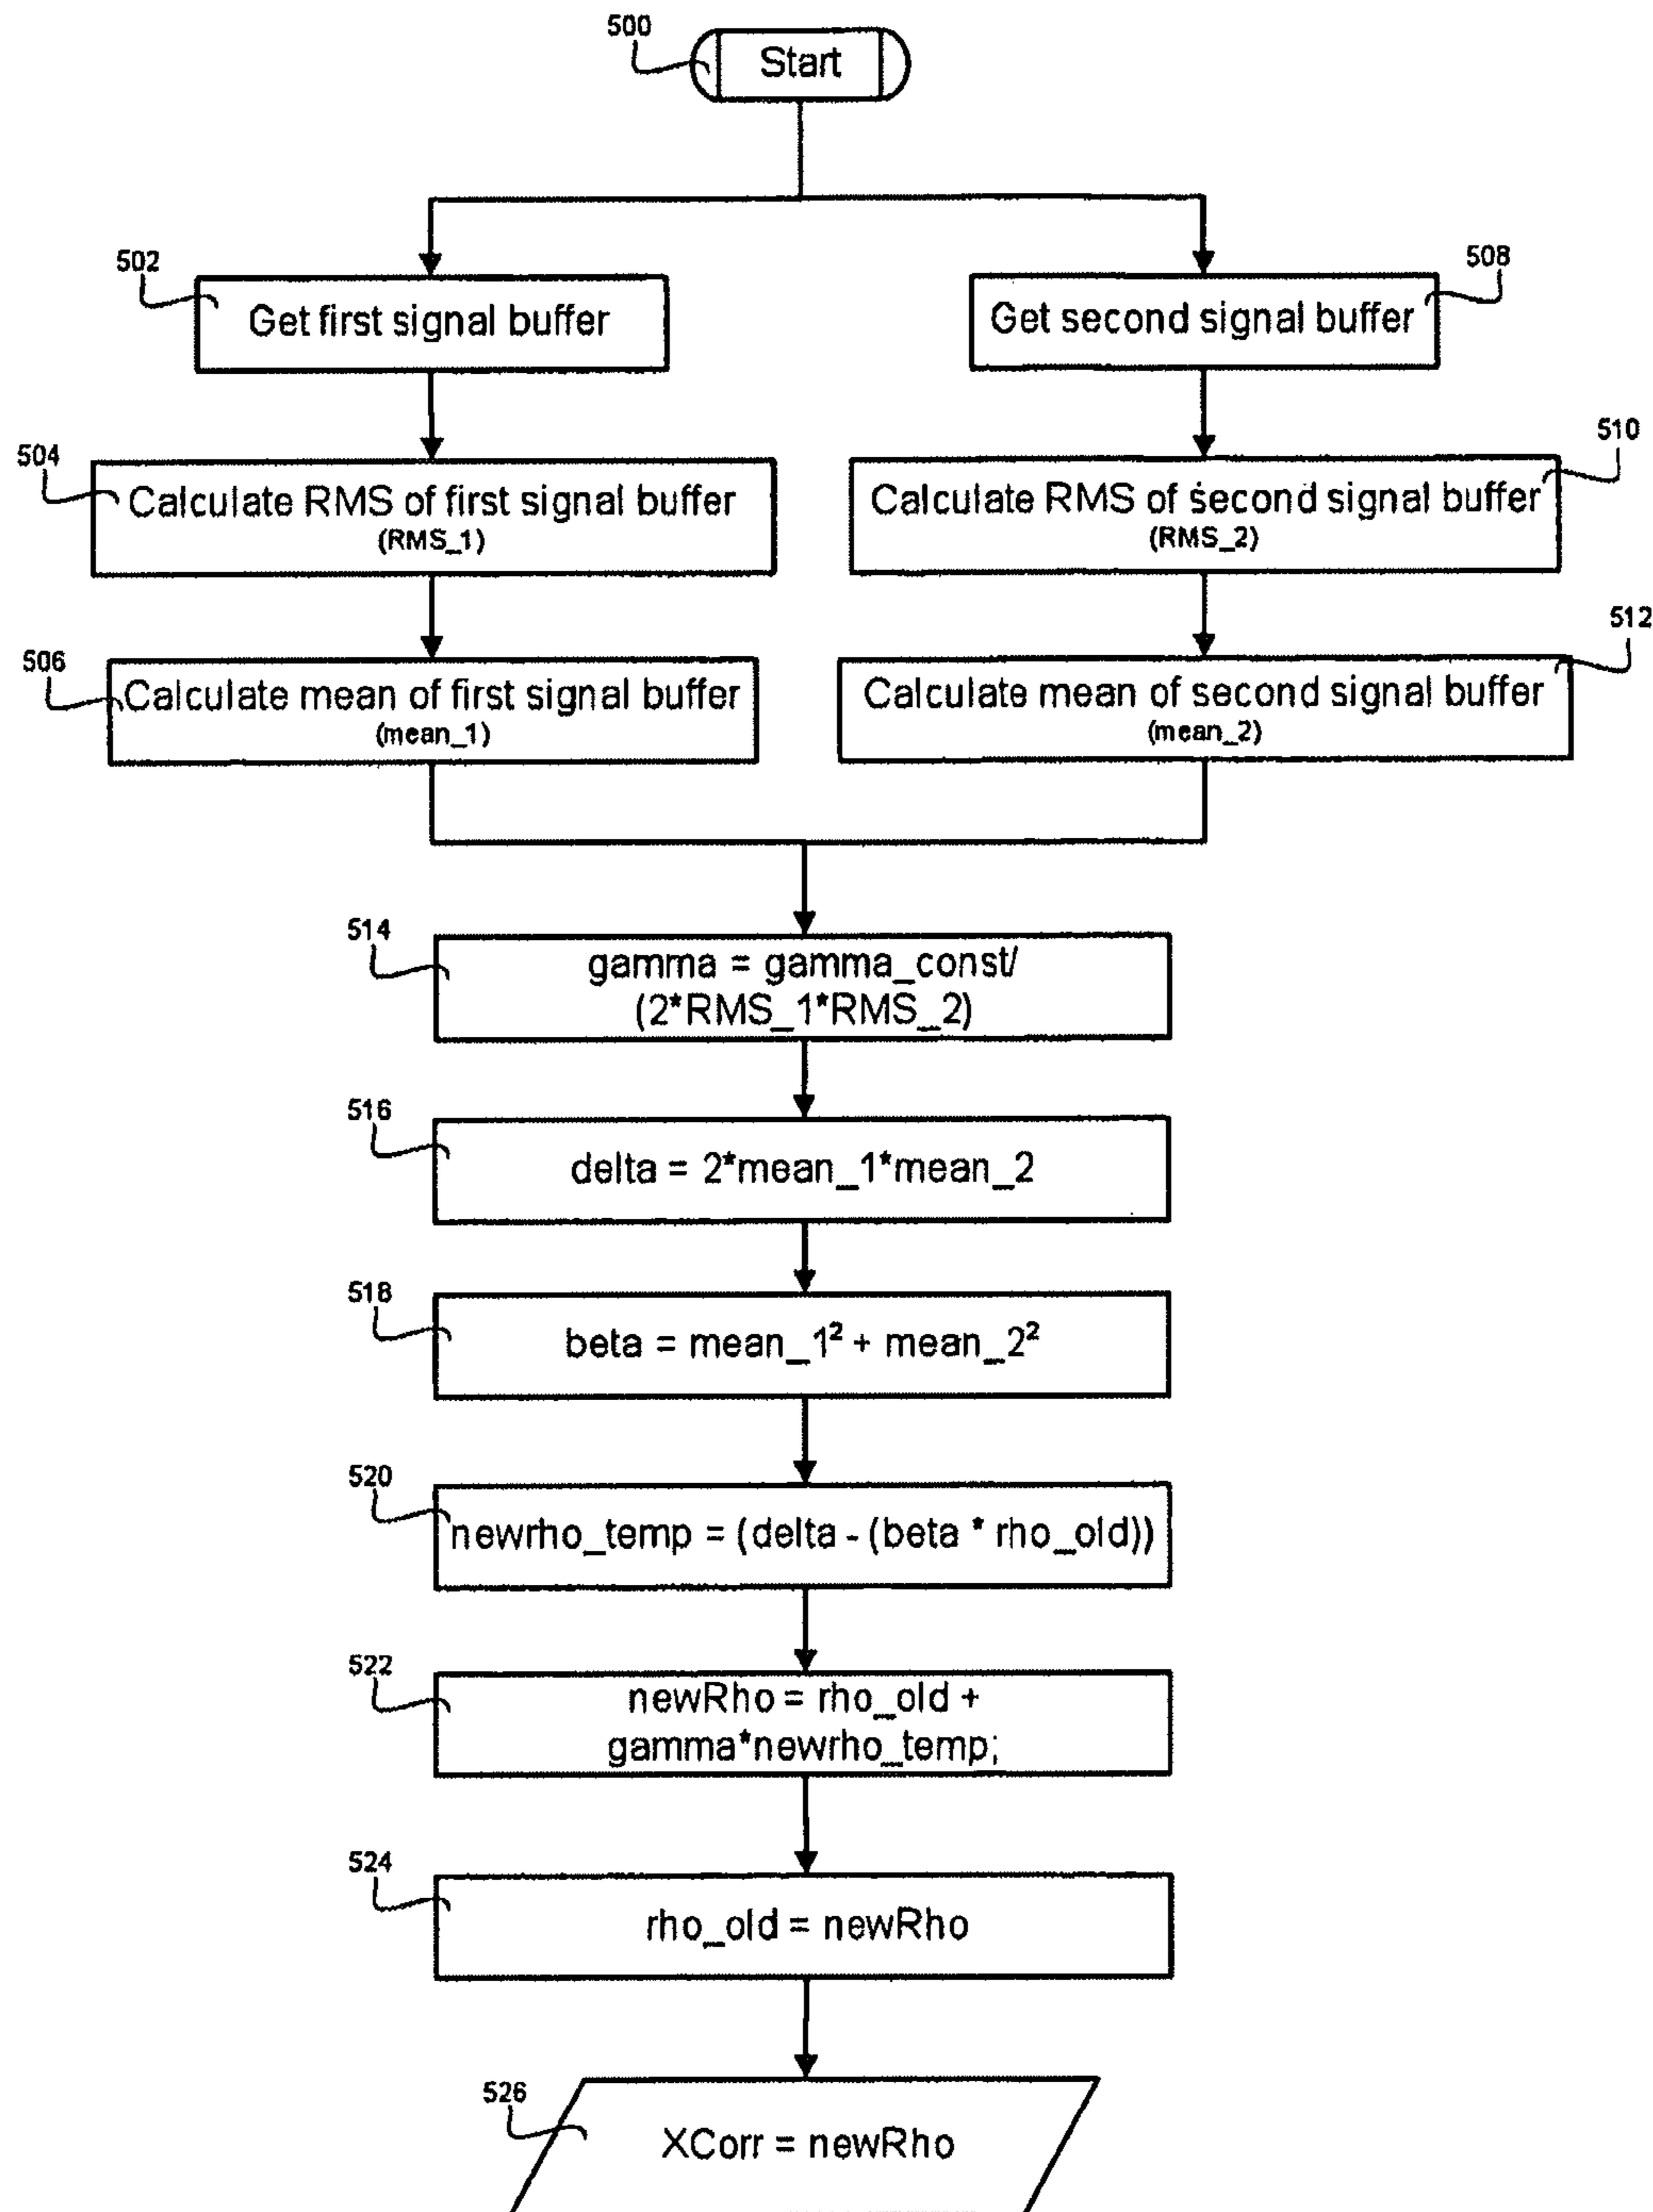 500
Start
502
Get first signal buffer
508
Get second signal buffer
504
Calculate RMS of first signal buffer
(RMS_1)
510
Calculate RMS of second signal buffer
(RMS_2)
506
Calculate mean of first signal buffer
(mean_1)
512
Calculate mean of second signal buffer
(mean_2)
514
gamma = gamma_const/
(2*RMS_1*RMS_2)
516
delta = 2*mean_1*mean_2
518
beta = mean_1² + mean_2²
520
newrho_temp = (delta - (beta * rho_old))
522
newRho = rho_old +
gamma*newrho_temp;
524
rho_old = newRho
526
XCorr = newRho